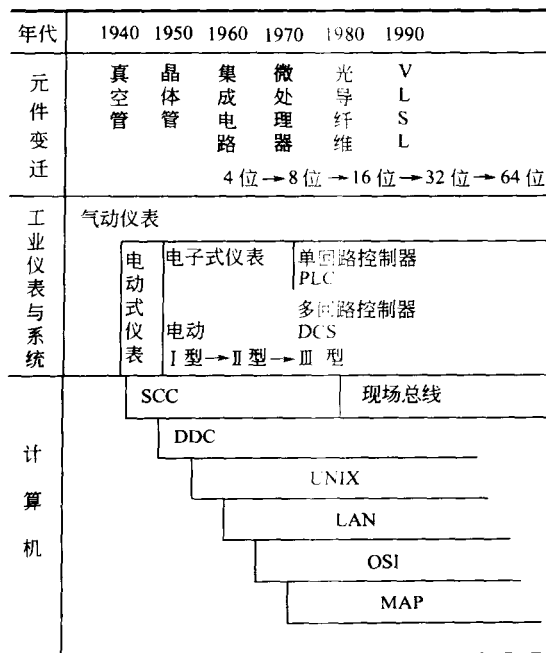 年代 1940 1950 1960 1970 1980 1990
元件变迁
真空管
晶体管
集成电路
微处理器
光导纤维
VLSL
4位→8位→16位→32位→64位
工业仪表与系统
气动仪表
电动式仪表
电子式仪表
电动
Ⅰ型→Ⅱ型→Ⅲ型
单回路控制器
PLC
多回路控制器
DCS
计算机
SCC
现场总线
DDC
UNIX
LAN
OSI
MAP